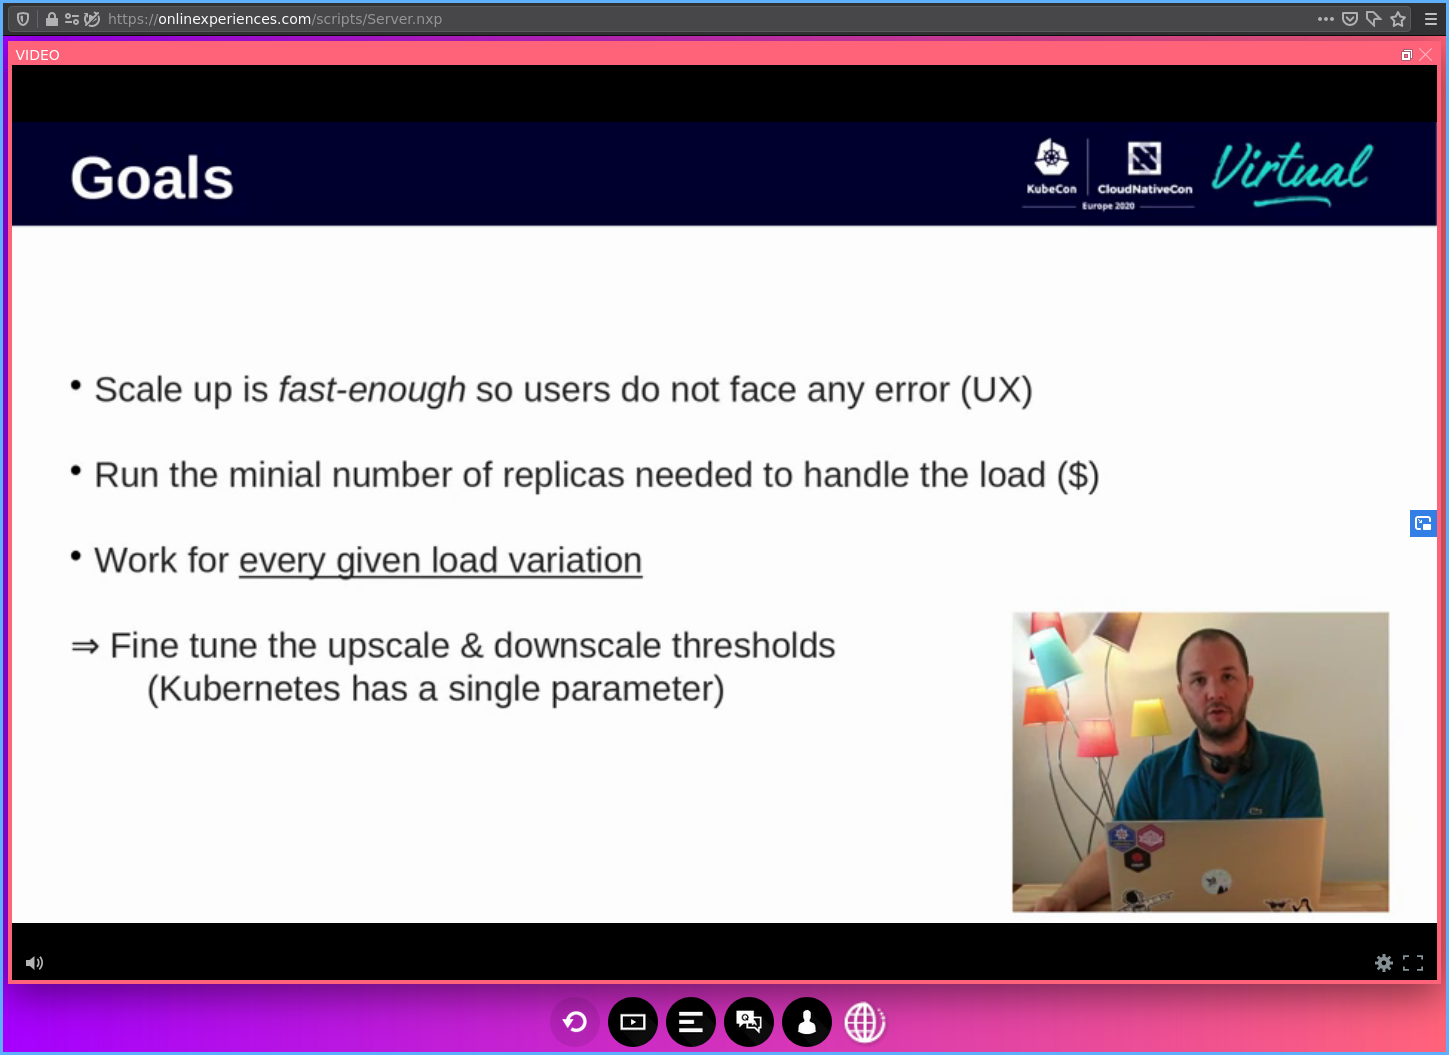 https://onlinexperiences.com/scripts/Server.nxp
VIDEO
Goals
KubeCon
CloudNativeCon
Europe 2020
Virtual
• Scale up is fast-enough so users do not face any error (UX)
• Run the minial number of replicas needed to handle the load ($)
• Work for every given load variation
⇒ Fine tune the upscale & downscale thresholds
(Kubernetes has a single parameter)